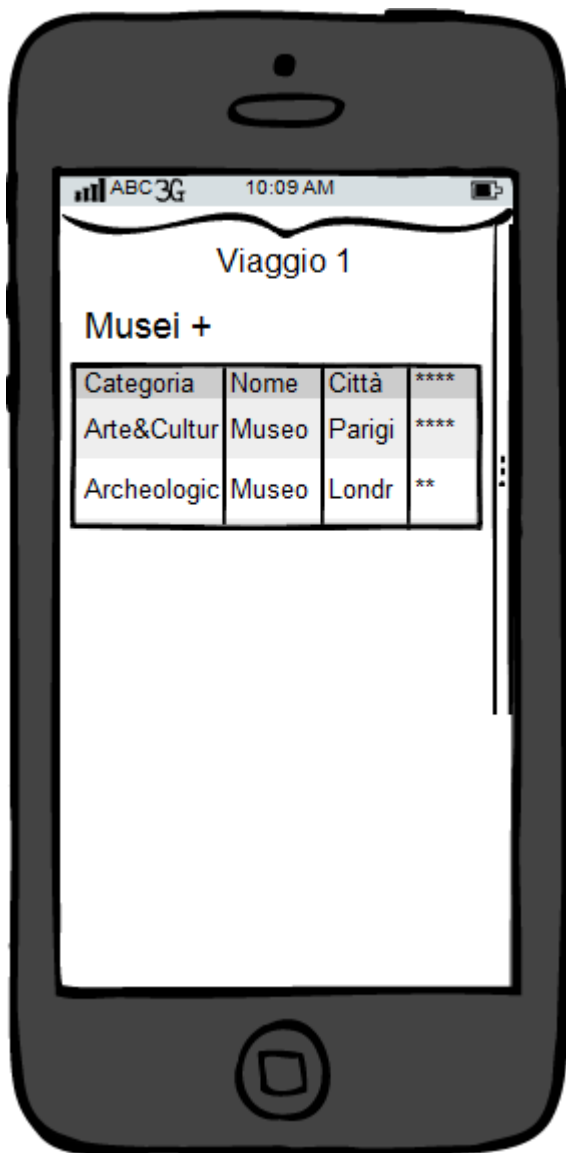 ABC 3G 10:09 AM
Viaggio 1
Musei +
Categoria Nome Città ****
Arte&Cultur Museo Parigi ****
Archeologic Museo Londr **